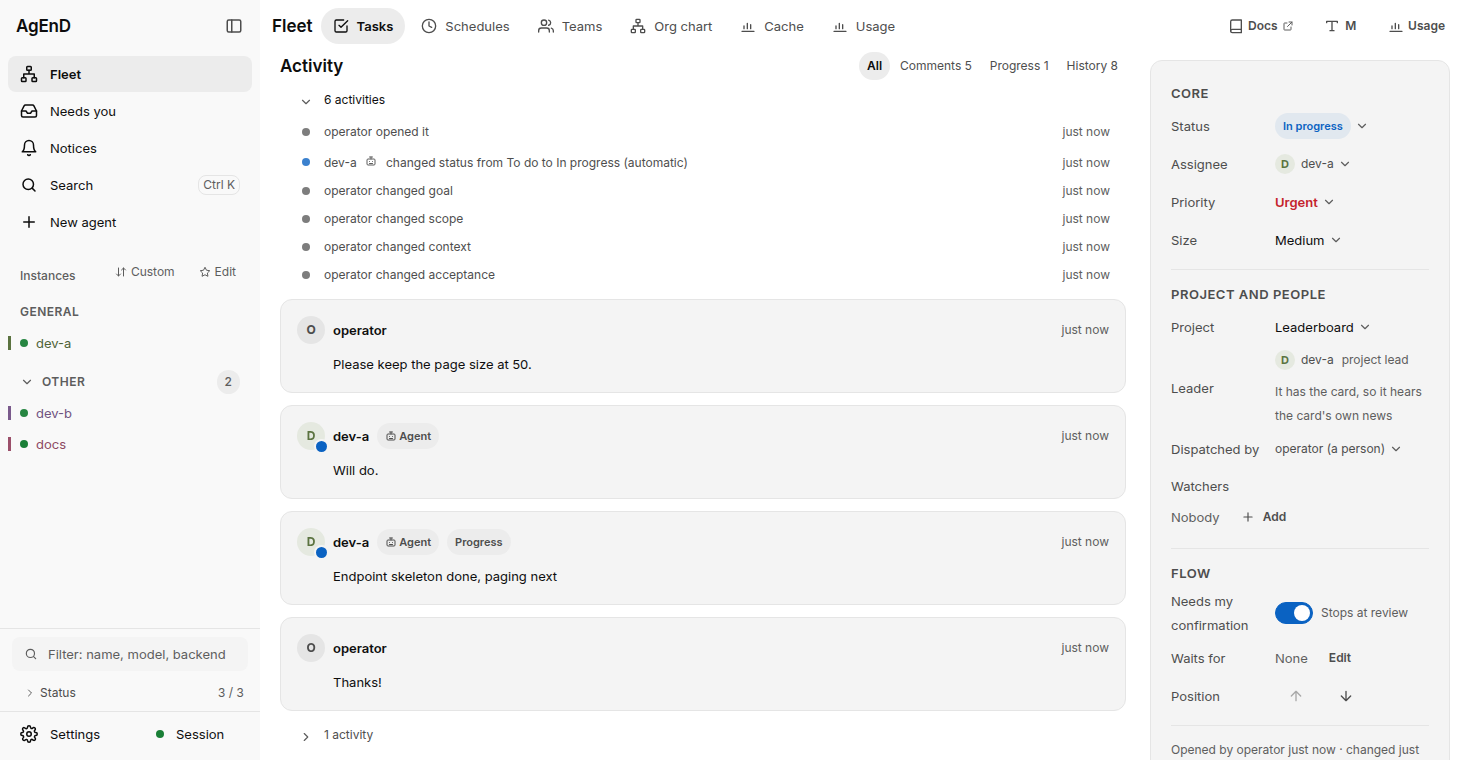 AgEnD
Fleet
Needs you
Notices
Search Ctrl K
New agent
Instances Custom Edit
GENERAL
dev-a
OTHER 2
dev-b
docs
Filter: name, model, backend
Status 3 / 3
Settings Session
Fleet Tasks Schedules Teams Org chart Cache Usage Docs M Usage
Activity All Comments 5 Progress 1 History 8
6 activities
operator opened it just now
dev-a changed status from To do to In progress (automatic) just now
operator changed goal just now
operator changed scope just now
operator changed context just now
operator changed acceptance just now
O operator just now
Please keep the page size at 50.
D dev-a Agent just now
Will do.
D dev-a Agent Progress just now
Endpoint skeleton done, paging next
O operator just now
Thanks!
1 activity
CORE
Status In progress
Assignee D dev-a
Priority Urgent
Size Medium
PROJECT AND PEOPLE
Project Leaderboard
D dev-a project lead
Leader It has the card, so it hears
the card's own news
Dispatched by operator (a person)
Watchers
Nobody Add
FLOW
Needs my
confirmation Stops at review
Waits for None Edit
Position
Opened by operator just now · changed just